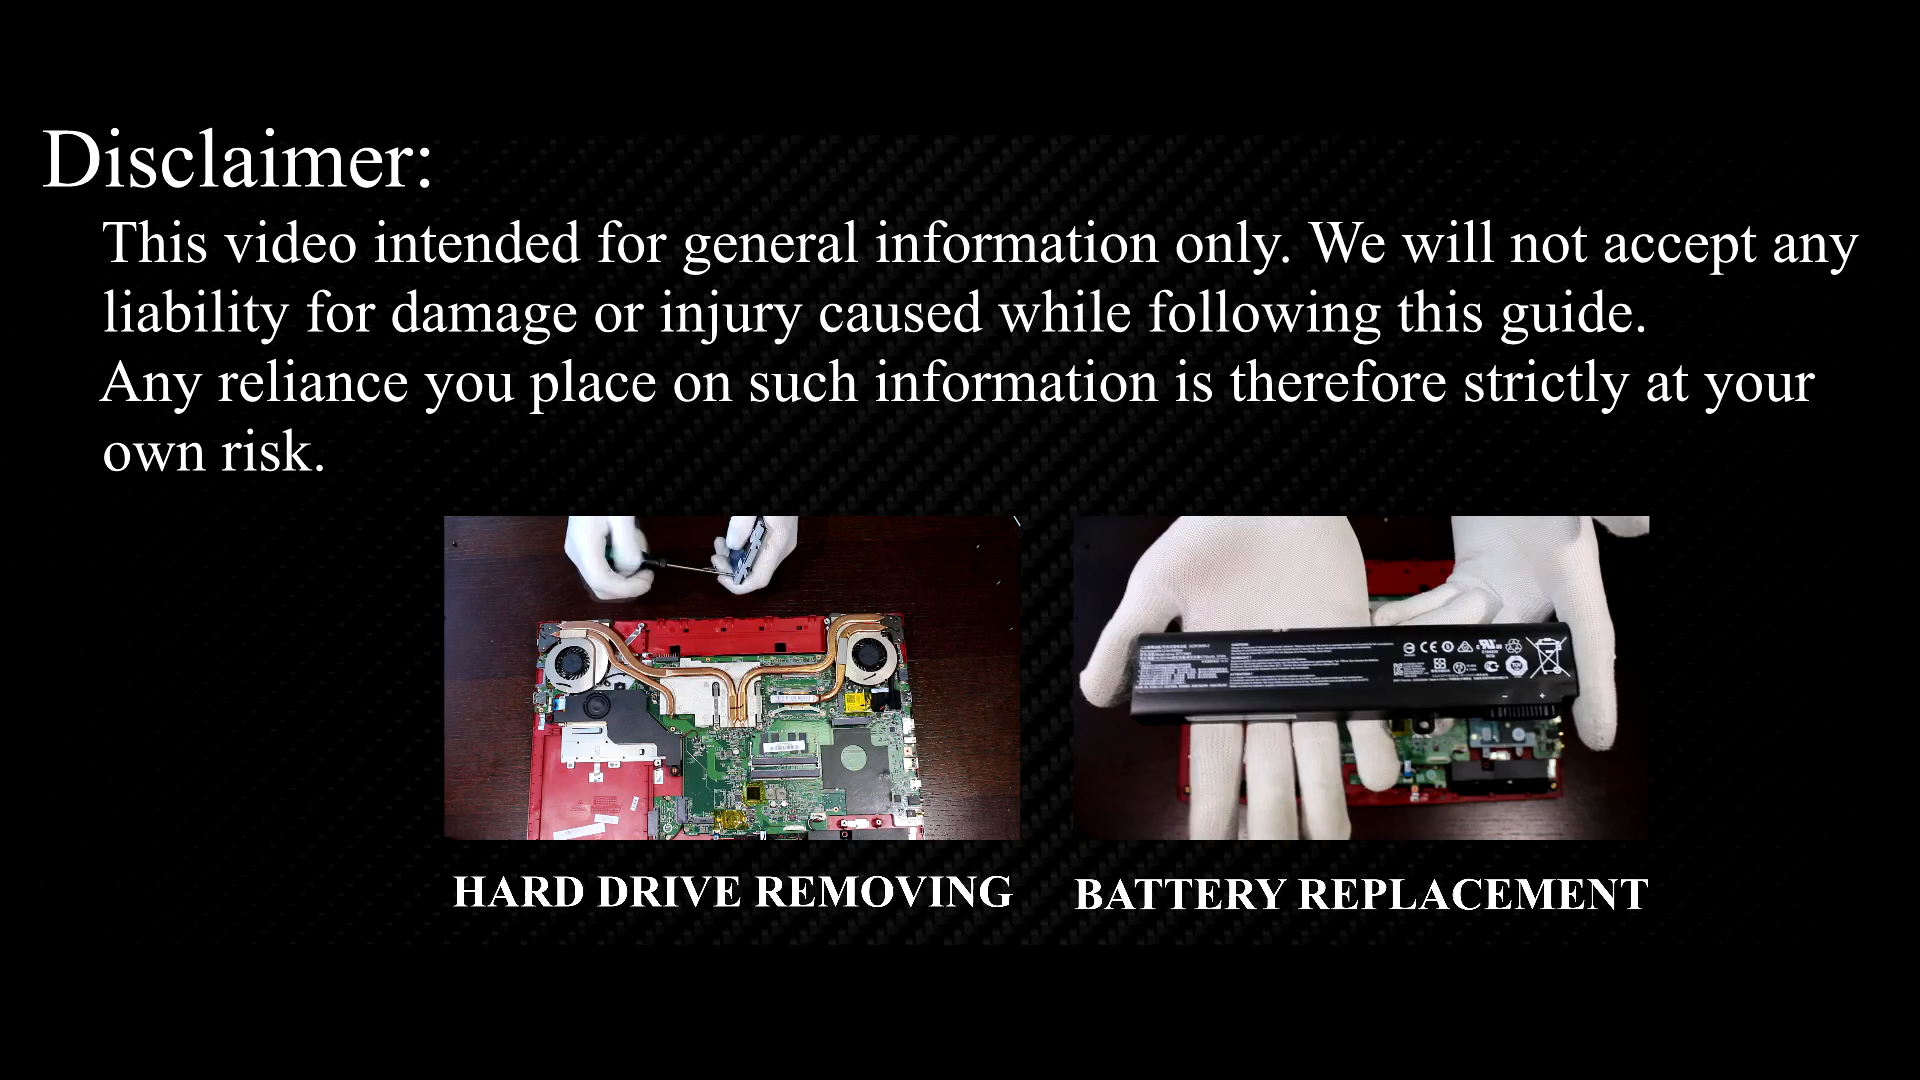 Disclaimer:
This video intended for general information only. We will not accept any
liability for damage or injury caused while following this guide.
Any reliance you place on such information is therefore strictly at your
own risk.
HARD DRIVE REMOVING
BATTERY REPLACEMENT